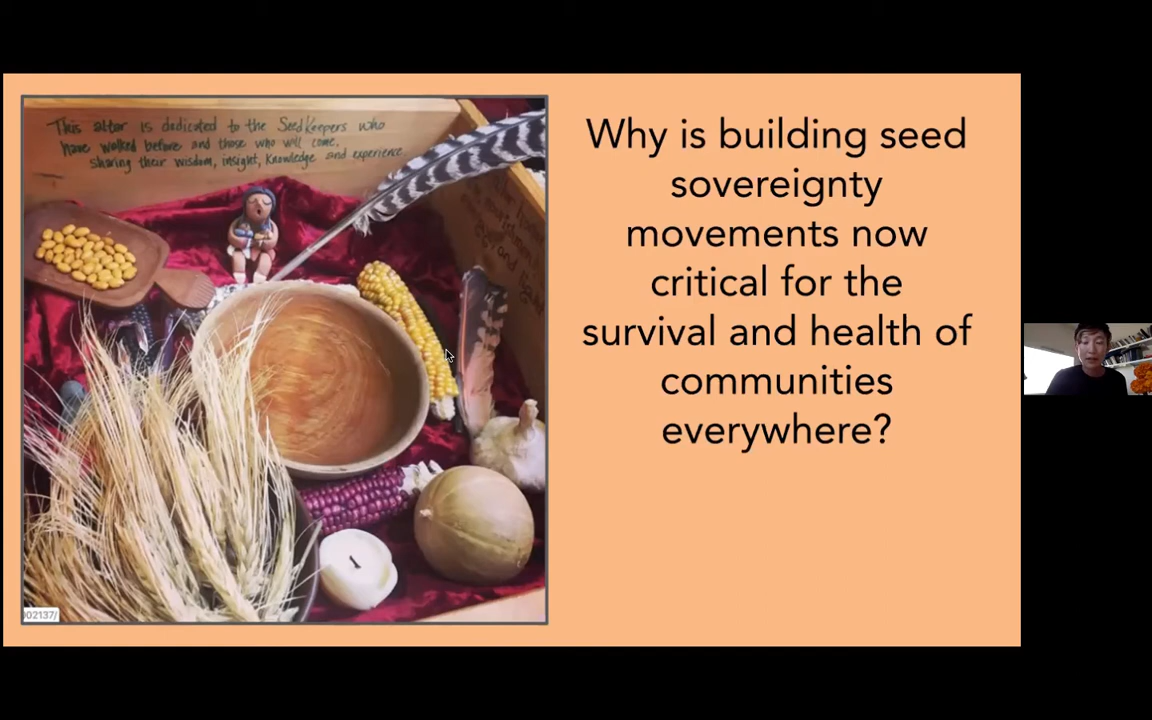 This altar is dedicated to the SeedKeepers who
have walked before and those who will come,
sharing their wisdom, insight, knowledge and experience.
Why is building seed
sovereignty
movements now
critical for the
survival and health of
communities
everywhere?
002137/